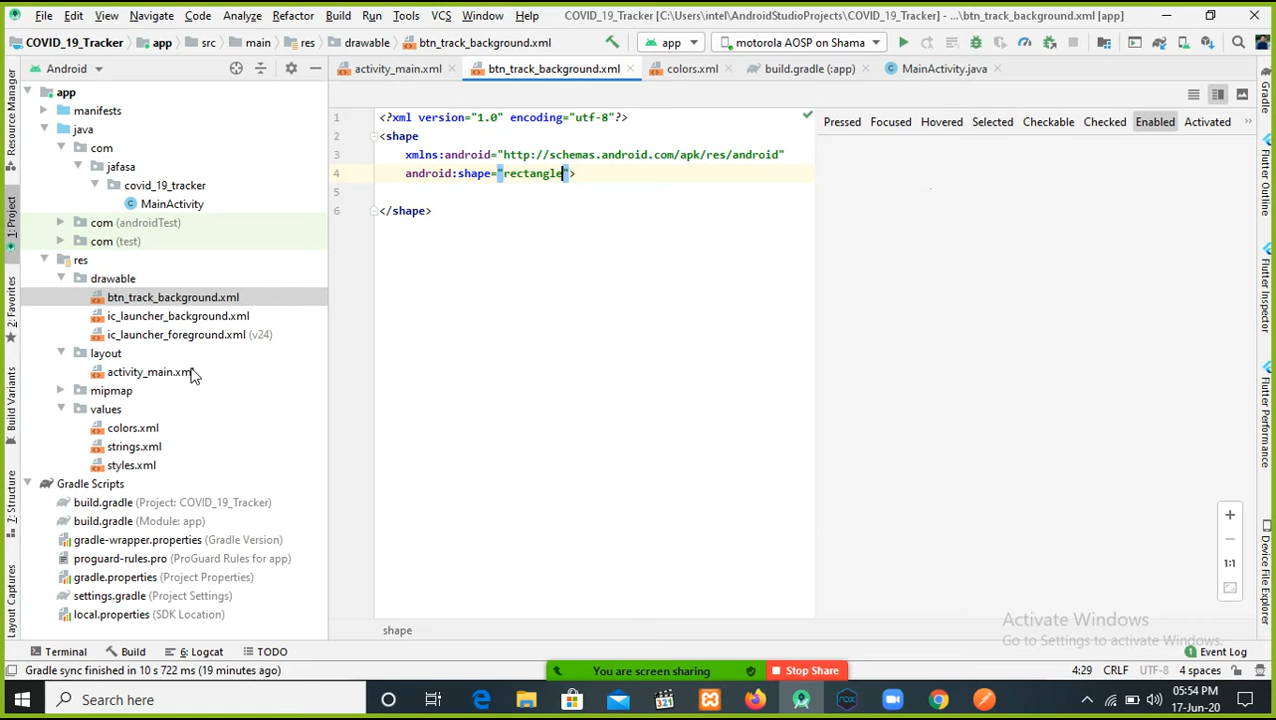 File Edit View Navigate Code Analyze Refactor Build Run Tools VCS Window Help COVID_19_Tracker [C:\Users\intel\AndroidStudioProjects\COVID_19_Tracker] - ...\btn_track_background.xml [app]
COVID_19_Tracker app src main res drawable btn_track_background.xml app motorola AOSP on Shama
Android activity_main.xml btn_track_background.xml colors.xml build.gradle (:app) MainActivity.java
app
manifests
java
com
jafasa
covid_19_tracker
MainActivity
com (androidTest)
com (test)
res
drawable
btn_track_background.xml
ic_launcher_background.xml
ic_launcher_foreground.xml (v24)
layout
activity_main.xml
mipmap
values
colors.xml
strings.xml
styles.xml
Gradle Scripts
build.gradle (Project: COVID_19_Tracker)
build.gradle (Module: app)
gradle-wrapper.properties (Gradle Version)
proguard-rules.pro (ProGuard Rules for app)
gradle.properties (Project Properties)
settings.gradle (Project Settings)
local.properties (SDK Location)
Resource Manager
1: Project
2: Favorites
Build Variants
7: Structure
Layout Captures
1 <?xml version="1.0" encoding="utf-8"?>
2 <shape
3 xmlns:android="http://schemas.android.com/apk/res/android"
4 android:shape="rectangle">
5
6 </shape>
shape
Pressed Focused Hovered Selected Checkable Checked Enabled Activated
1:1
Gradle
Flutter Outline
Flutter Inspector
Flutter Performance
Device File Explorer
Activate Windows
Go to Settings to activate Windows.
Terminal Build 6: Logcat TODO 1 Event Log
Gradle sync finished in 10 s 722 ms (19 minutes ago) You are screen sharing Stop Share 4:29 CRLF UTF-8 4 spaces
Search here 321 nox 05:54 PM
17-Jun-20